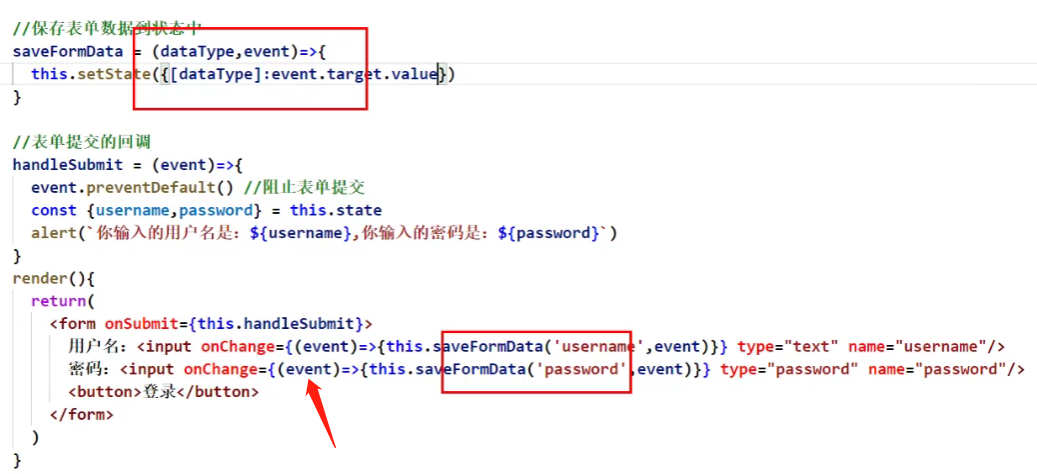 //保存表单数据到状态中
saveFormData = (dataType,event)=>{
this.setState({[dataType]:event.target.value})
}
//表单提交的回调
handleSubmit = (event)=>{
event.preventDefault() //阻止表单提交
const {username,password} = this.state
alert(`你输入的用户名是：${username},你输入的密码是：${password}`)
}
render(){
return(
<form onSubmit={this.handleSubmit}>
用户名：<input onChange={(event)=>{this.saveFormData('username',event)}} type="text" name="username"/>
密码：<input onChange={(event)=>{this.saveFormData('password',event)}} type="password" name="password"/>
<button>登录</button>
</form>
)
}